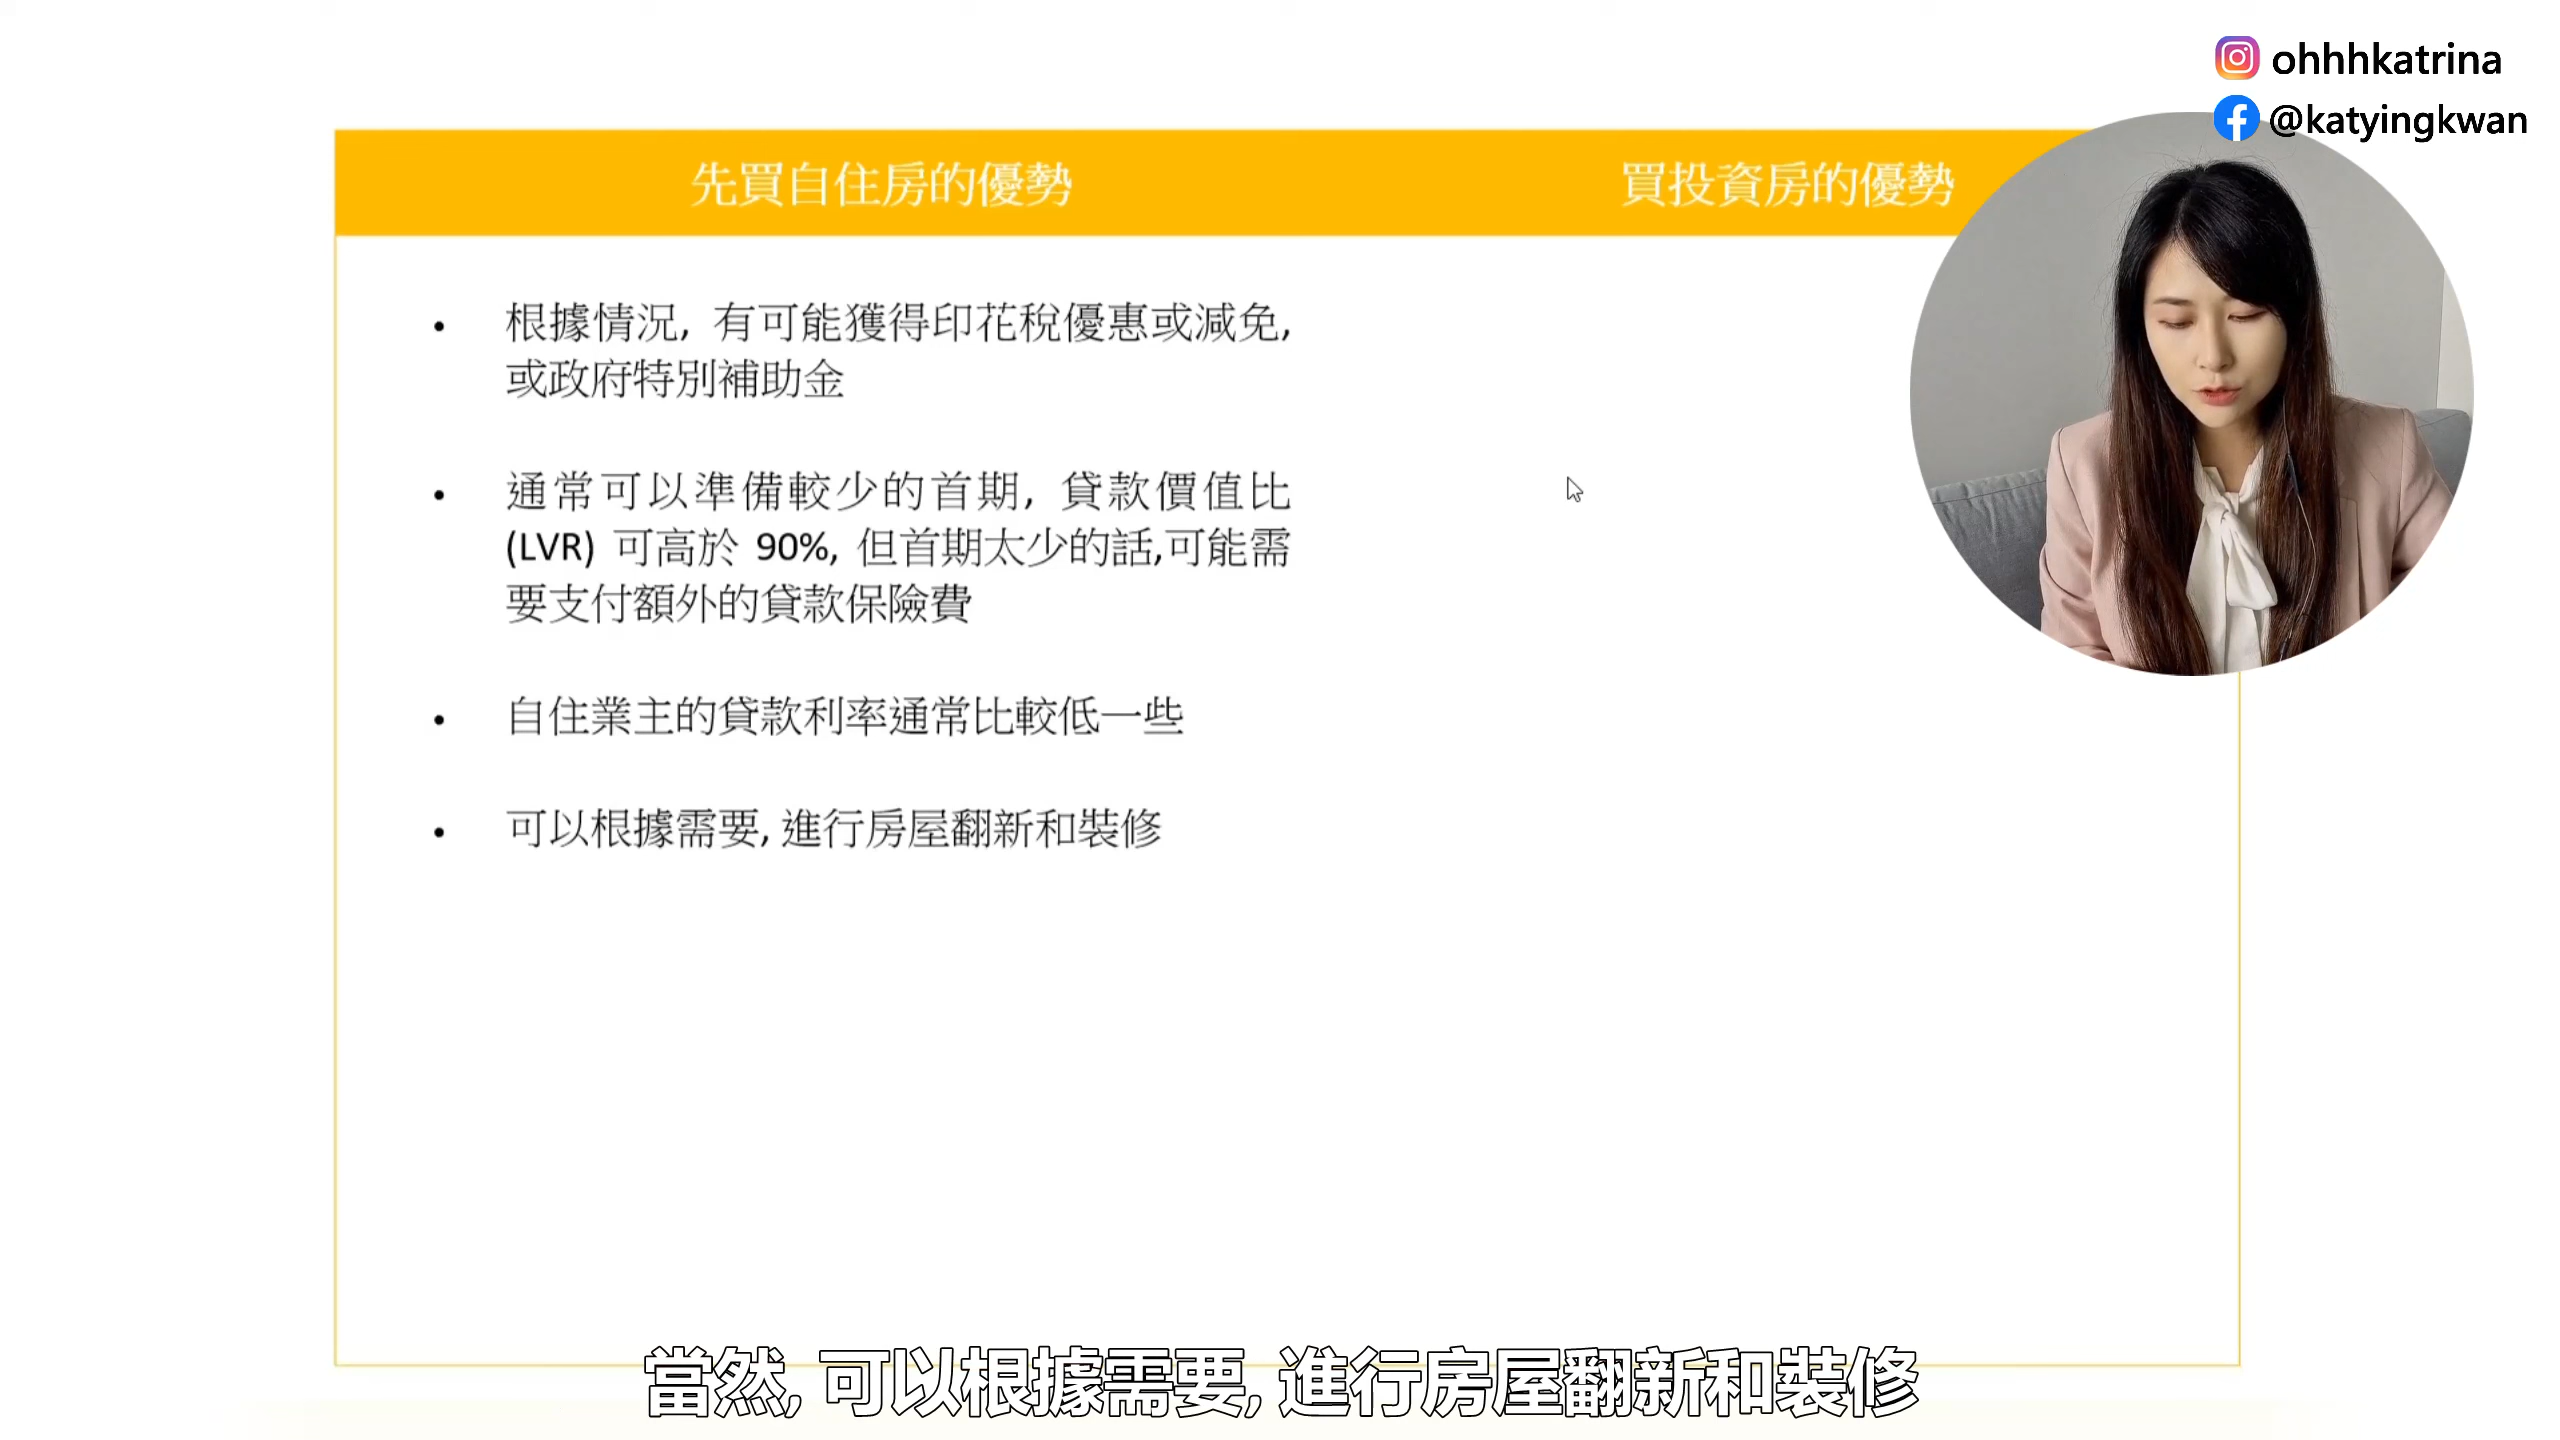 ohhhkatrina
@katyingkwan
先買自住房的優勢
買投資房的優勢
• 根據情況, 有可能獲得印花稅優惠或減免,
或政府特別補助金
• 通常可以準備較少的首期, 貸款價值比
(LVR) 可高於 90%, 但首期太少的話,可能需
要支付額外的貸款保險費
• 自住業主的貸款利率通常比較低一些
• 可以根據需要, 進行房屋翻新和裝修
當然, 可以根據需要, 進行房屋翻新和裝修